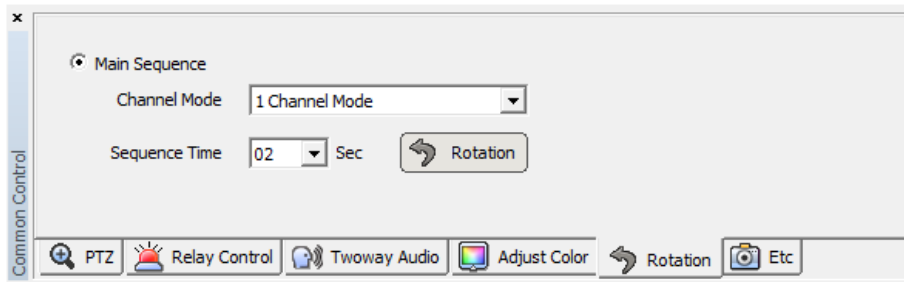 Main Sequence
Channel Mode 1 Channel Mode
Sequence Time 02 Sec Rotation
Common Control
PTZ Relay Control Twoway Audio Adjust Color Rotation Etc